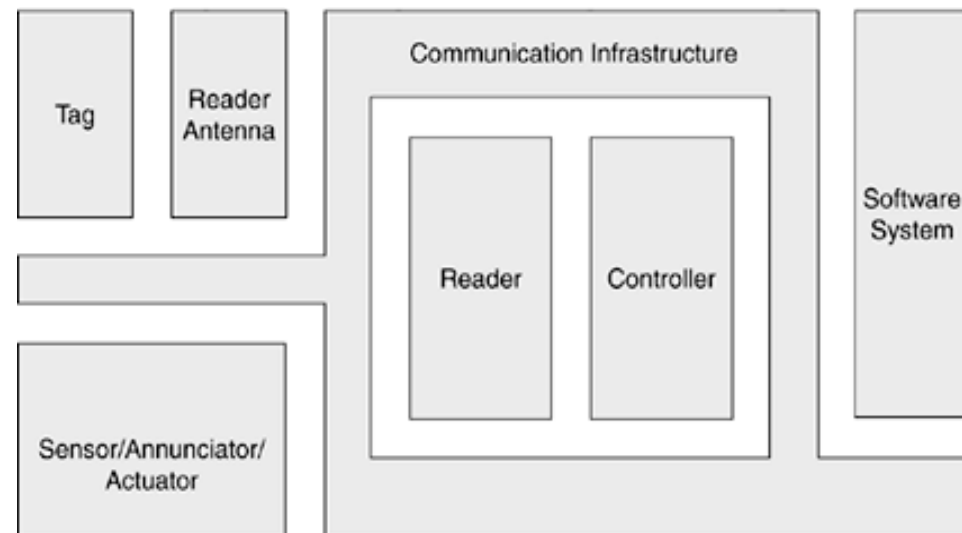 Communication Infrastructure
Tag
Reader
Antenna
Software
System
Reader
Controller
Sensor/Annunciator/
Actuator